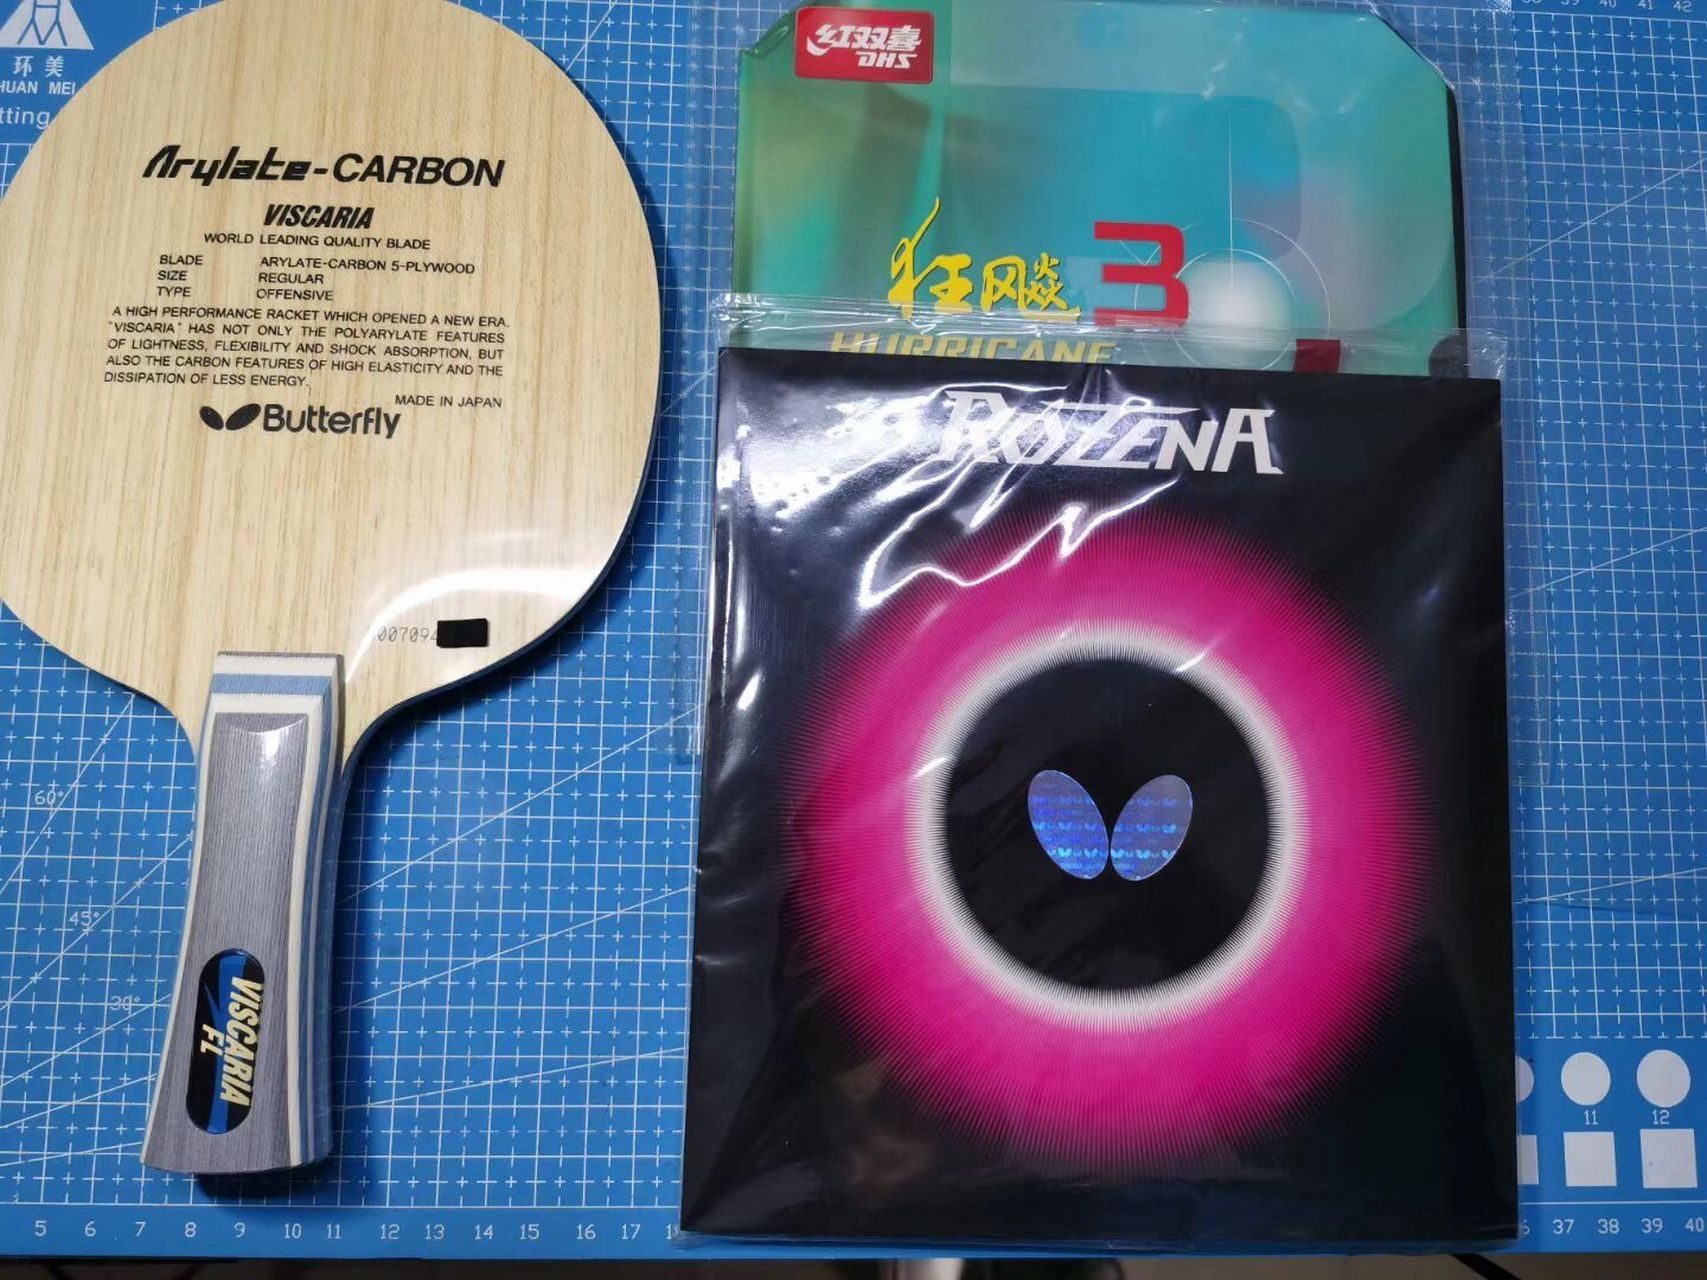 环美
HUAN MEI
tting
Arylate-CARBON
VISCARIA
WORLD LEADING QUALITY BLADE
BLADE ARYLATE-CARBON 5-PLYWOOD
SIZE REGULAR
TYPE OFFENSIVE
A HIGH PERFORMANCE RACKET WHICH OPENED A NEW ERA.
"VISCARIA" HAS NOT ONLY THE POLYARYLATE FEATURES
OF LIGHTNESS, FLEXIBILITY AND SHOCK ABSORPTION, BUT
ALSO THE CARBON FEATURES OF HIGH ELASTICITY AND THE
DISSIPATION OF LESS ENERGY.
MADE IN JAPAN
Butterfly
007094
VISCARIA
FL
红双喜
DHS
狂飚3
HURRICANE
ROZENA
60°
45°
30°
11 12
5 6 7 8 9 10 11 12 13 14 15 16 17 37 38 39 40
40 41 42